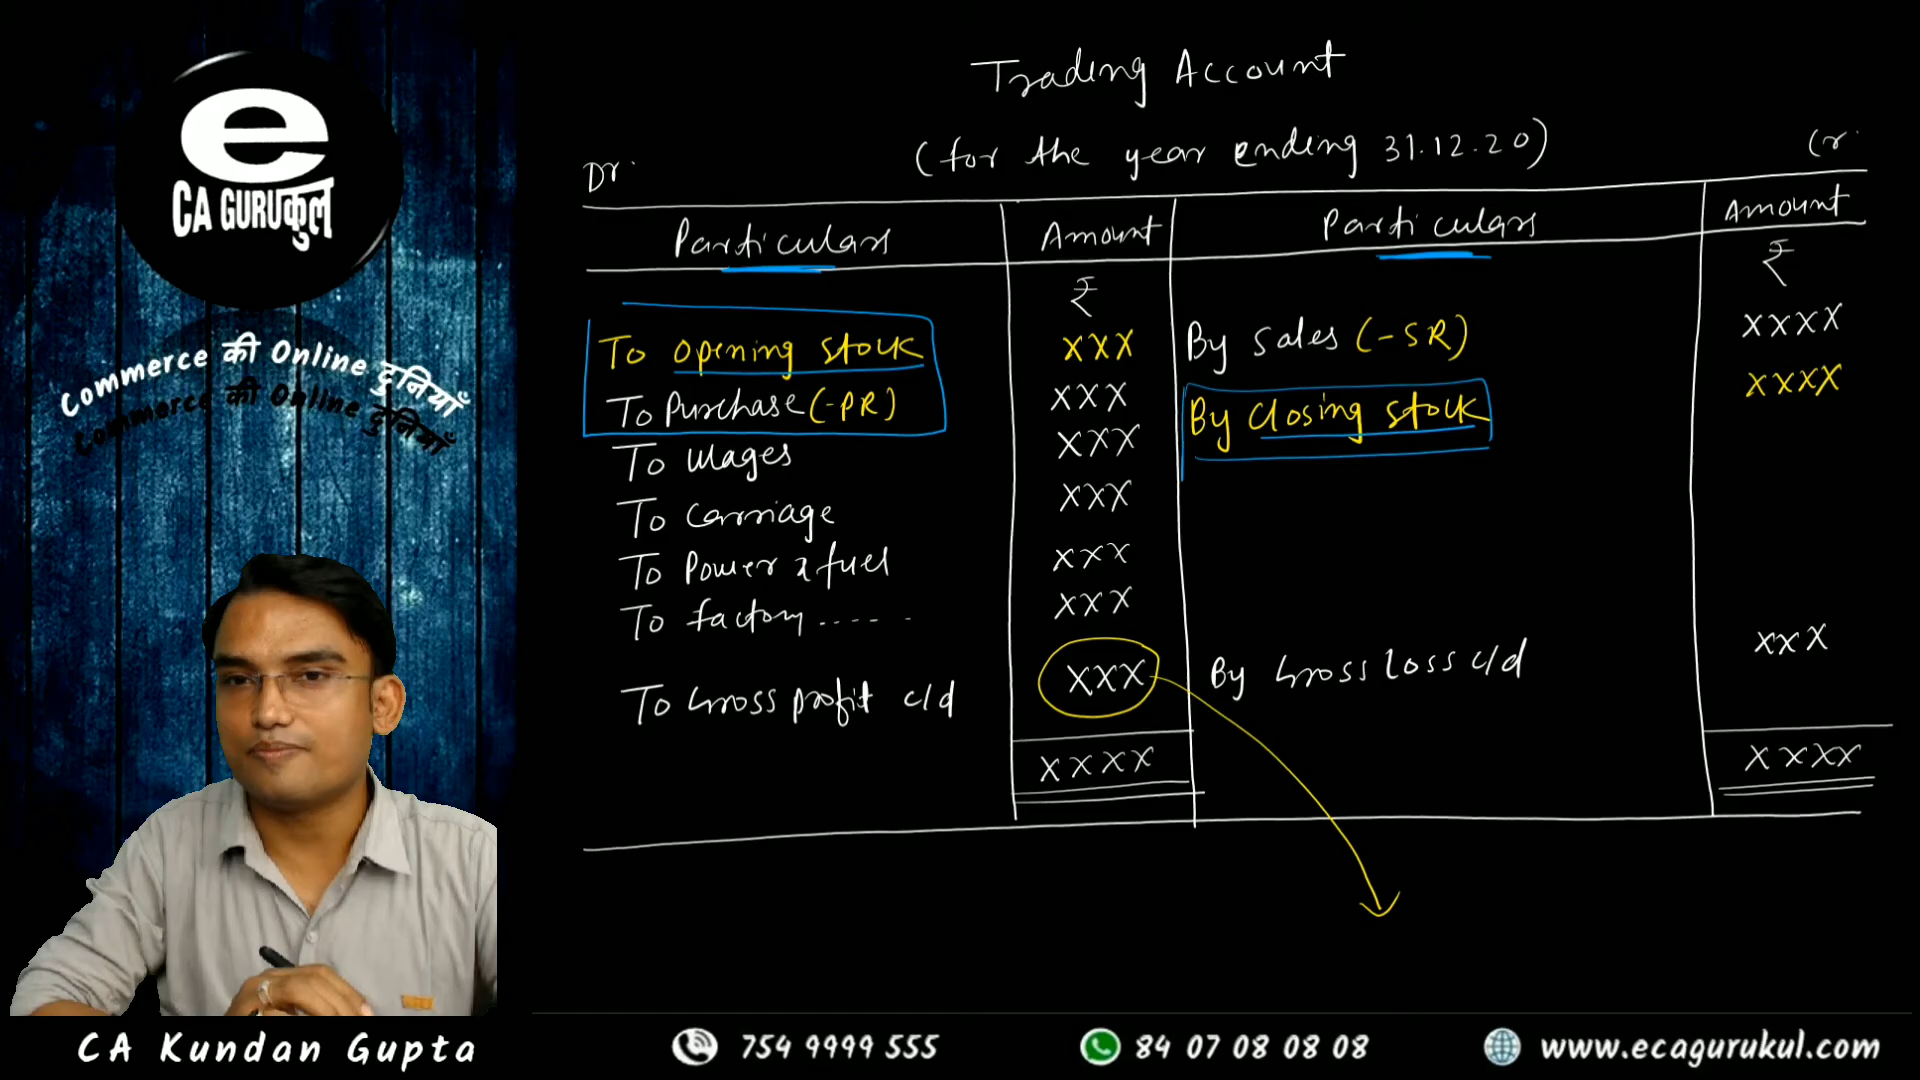 e
CA GURUकुल
Commerce की Online दुनियाँ
Trading Account
(for the year ending 31.12.20)
Dr.
Cr.
Particulars Amount Particulars Amount
₹ ₹
To opening stock XXX By Sales (-SR) XXXX
To Purchase (-PR) XXX By Closing stock XXXX
To Wages XXX
To Carriage XXX
To Power & fuel XXX
To factory ...... XXX
To Gross profit c/d XXX By Gross Loss c/d XXX
XXXX XXXX
CA Kundan Gupta
754 9999 555
84 07 08 08 08
www.ecagurukul.com